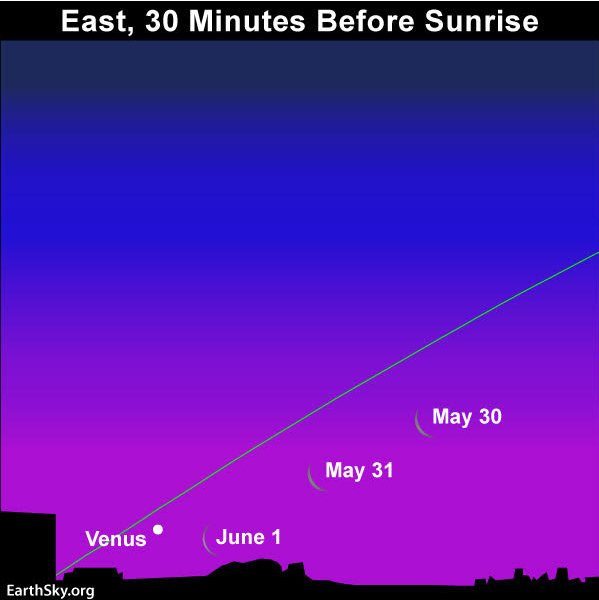 East, 30 Minutes Before Sunrise
May 30
May 31
Venus
June 1
EarthSky.org